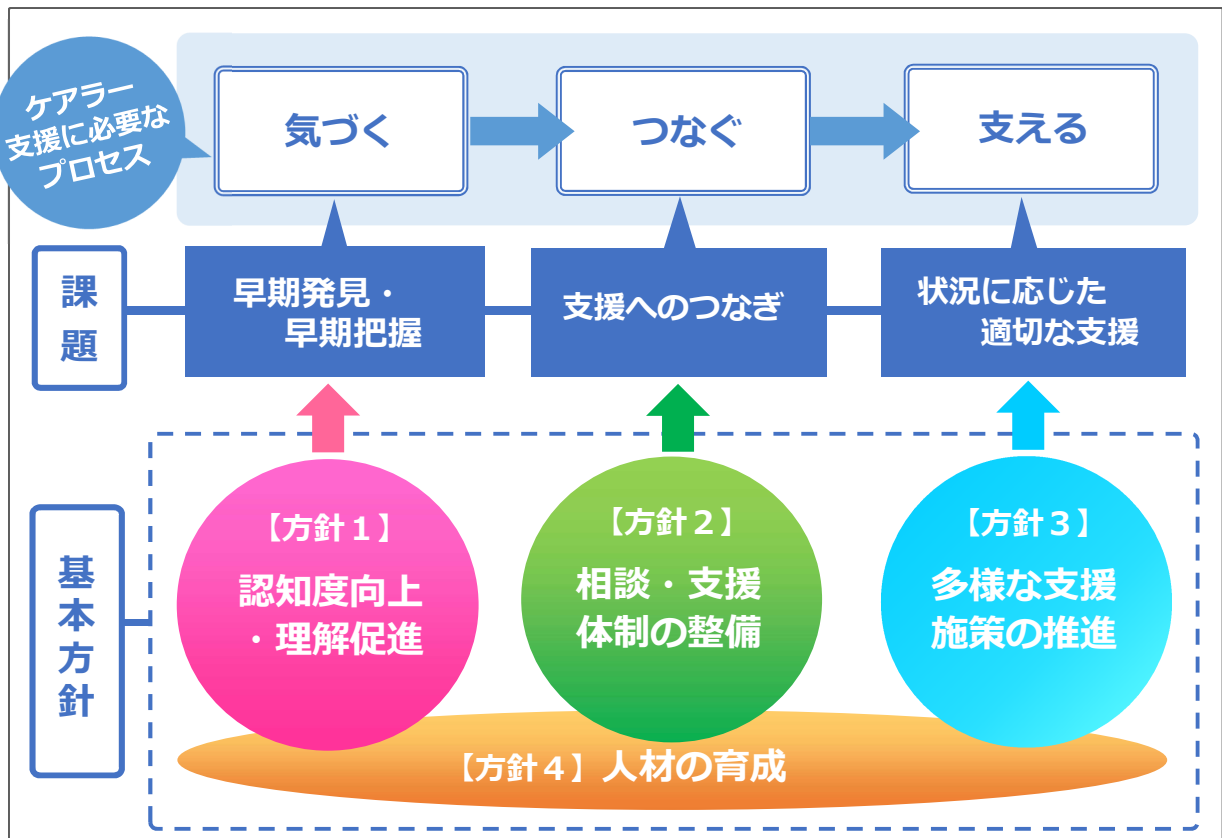 ケアラー
支援に必要な
プロセス
気づく
つなぐ
支える
課題
早期発見・
早期把握
支援へのつなぎ
状況に応じた
適切な支援
基本方針
【方針１】
認知度向上
・理解促進
【方針２】
相談・支援
体制の整備
【方針３】
多様な支援
施策の推進
【方針４】人材の育成